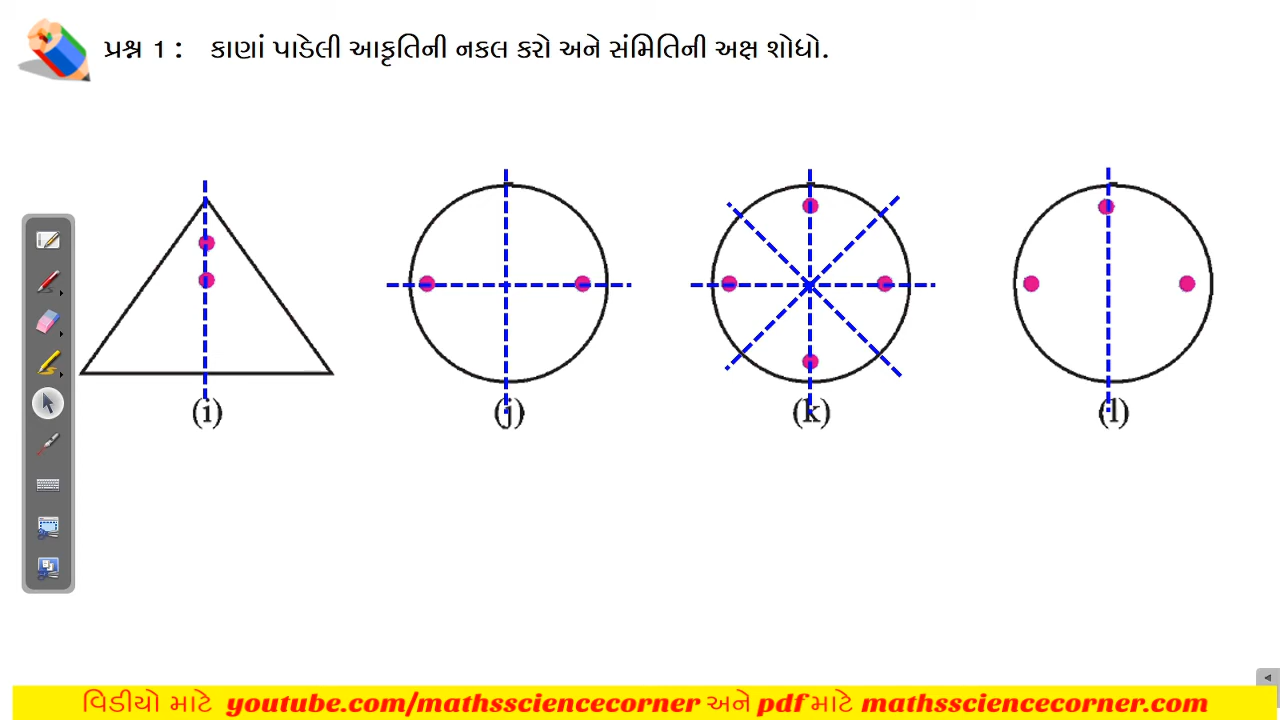 પ્રશ્ન 1 : કાણાં પાડેલી આકૃતિની નકલ કરો અને સંમિતિની અક્ષ શોધો.
(i) (j) (k) (l)
વિડીયો માટે youtube.com/mathssciencecorner અને pdf માટે mathssciencecorner.com